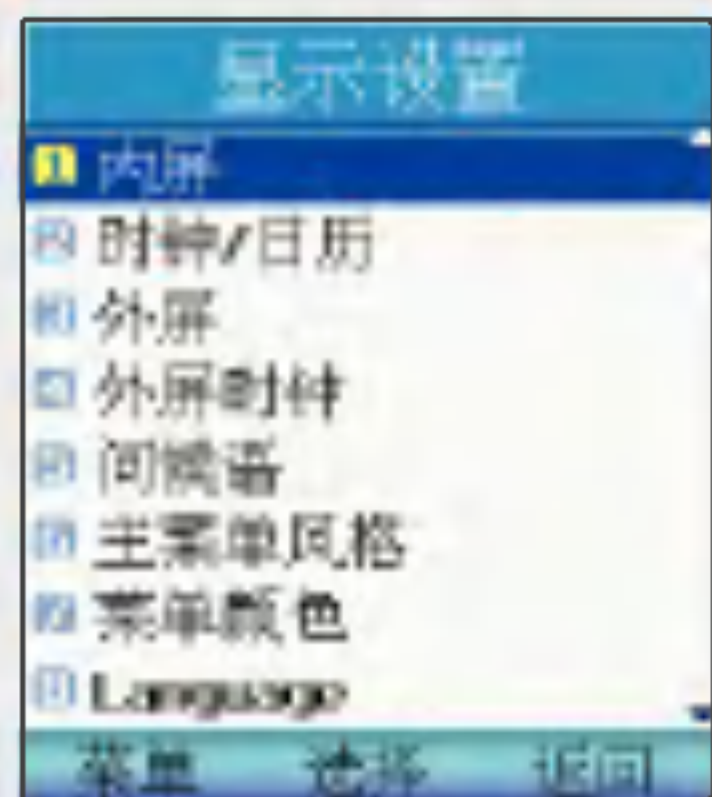 显示设置
1 内屏
时钟/日历
外屏
外屏时钟
问候语
主菜单风格
菜单颜色
Language
菜单 选择 返回